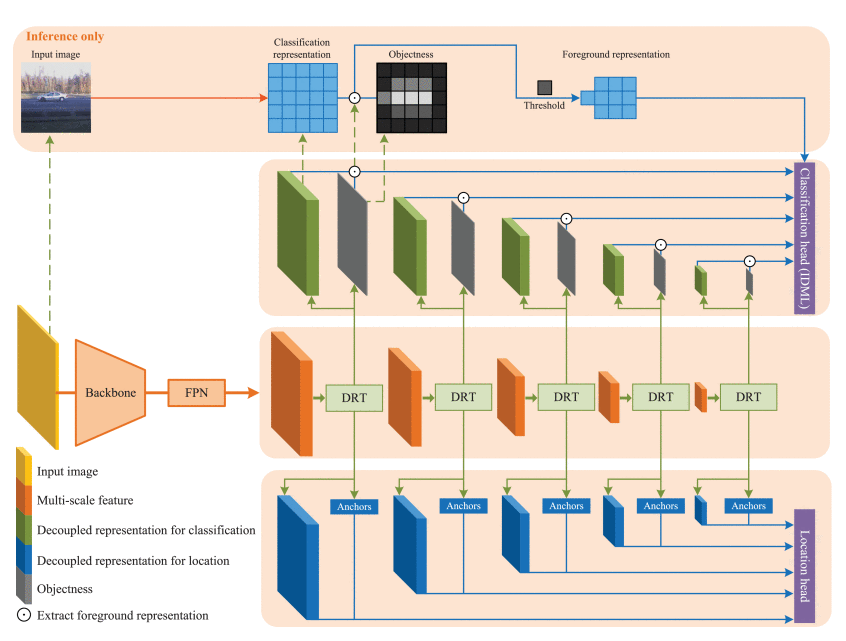 Inference only
Input image
Classification
representation
Objectness
Foreground representation
Threshold
Classification head (IDML)
Backbone
FPN
DRT
DRT
DRT
DRT
DRT
Input image
Multi-scale feature
Decoupled representation for classification
Decoupled representation for location
Objectness
Extract foreground representation
Anchors
Anchors
Anchors
Anchors
Anchors
Location head